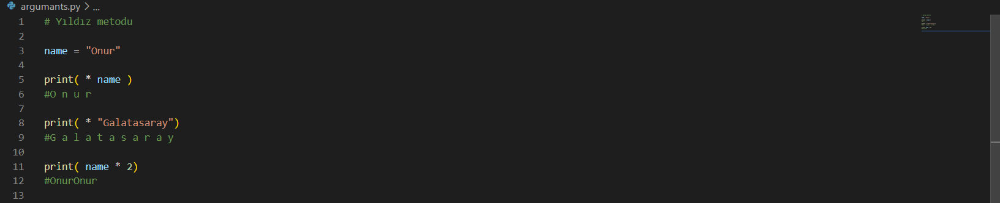 argumants.py > ...
1 # Yıldız metodu
2
3 name = "Onur"
4
5 print( * name )
6 #O n u r
7
8 print( * "Galatasaray")
9 #G a l a t a s a r a y
10
11 print( name * 2)
12 #OnurOnur
13